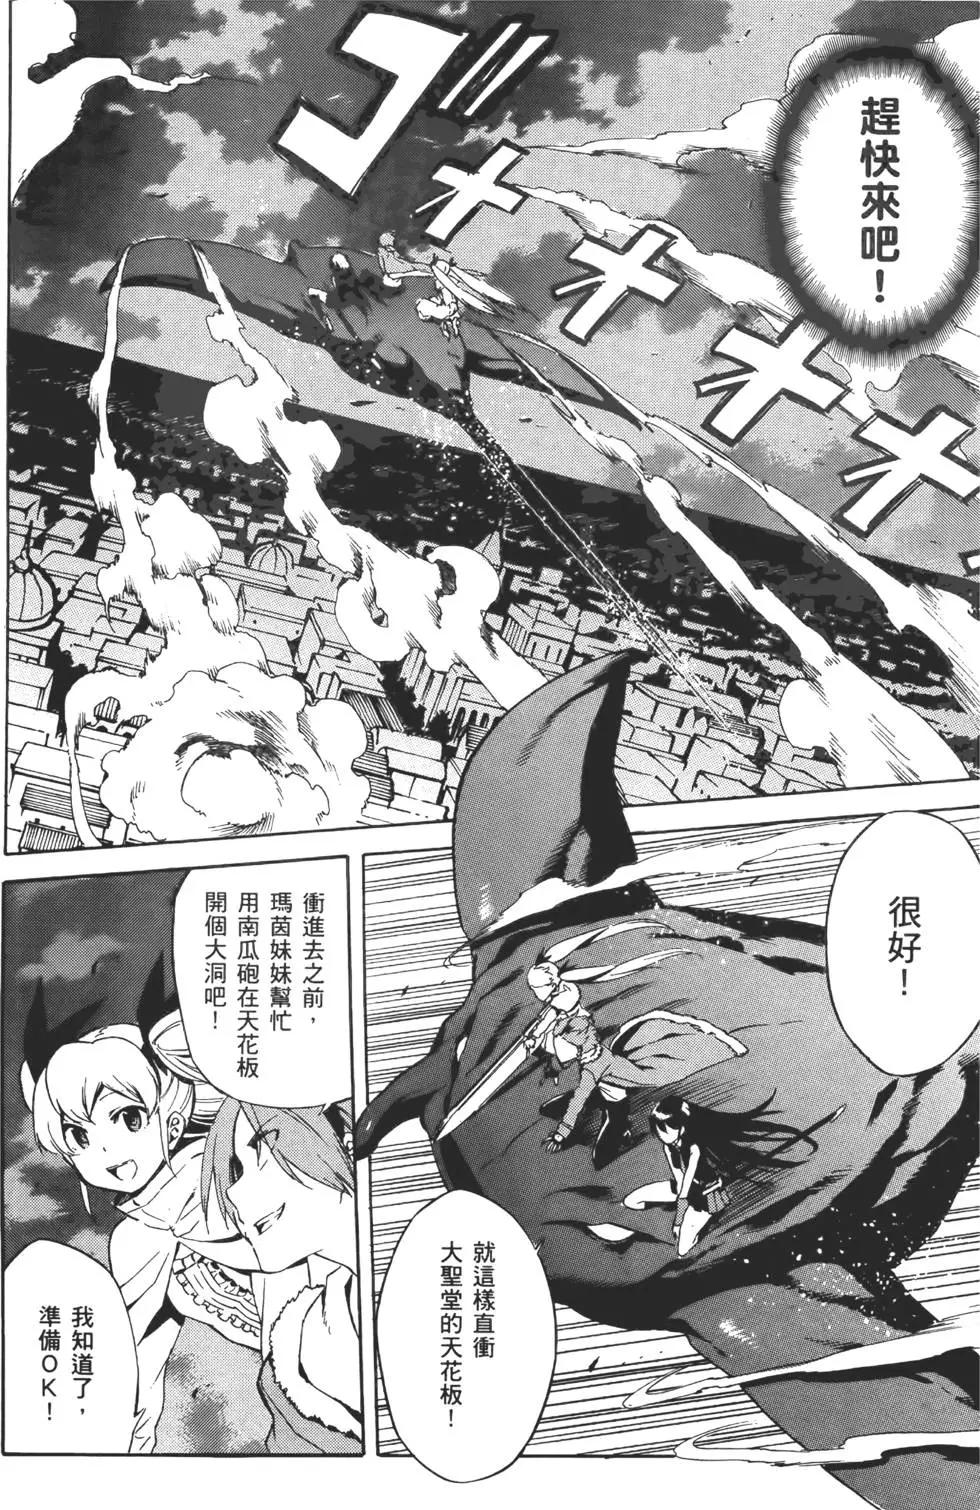 趕快來吧！
ゴオオオオオ
很好！
就這樣直衝
大聖堂的天花板！
衝進去之前，
瑪茵妹妹幫忙
用南瓜砲在天花板
開個大洞吧！
我知道了，
準備OK！